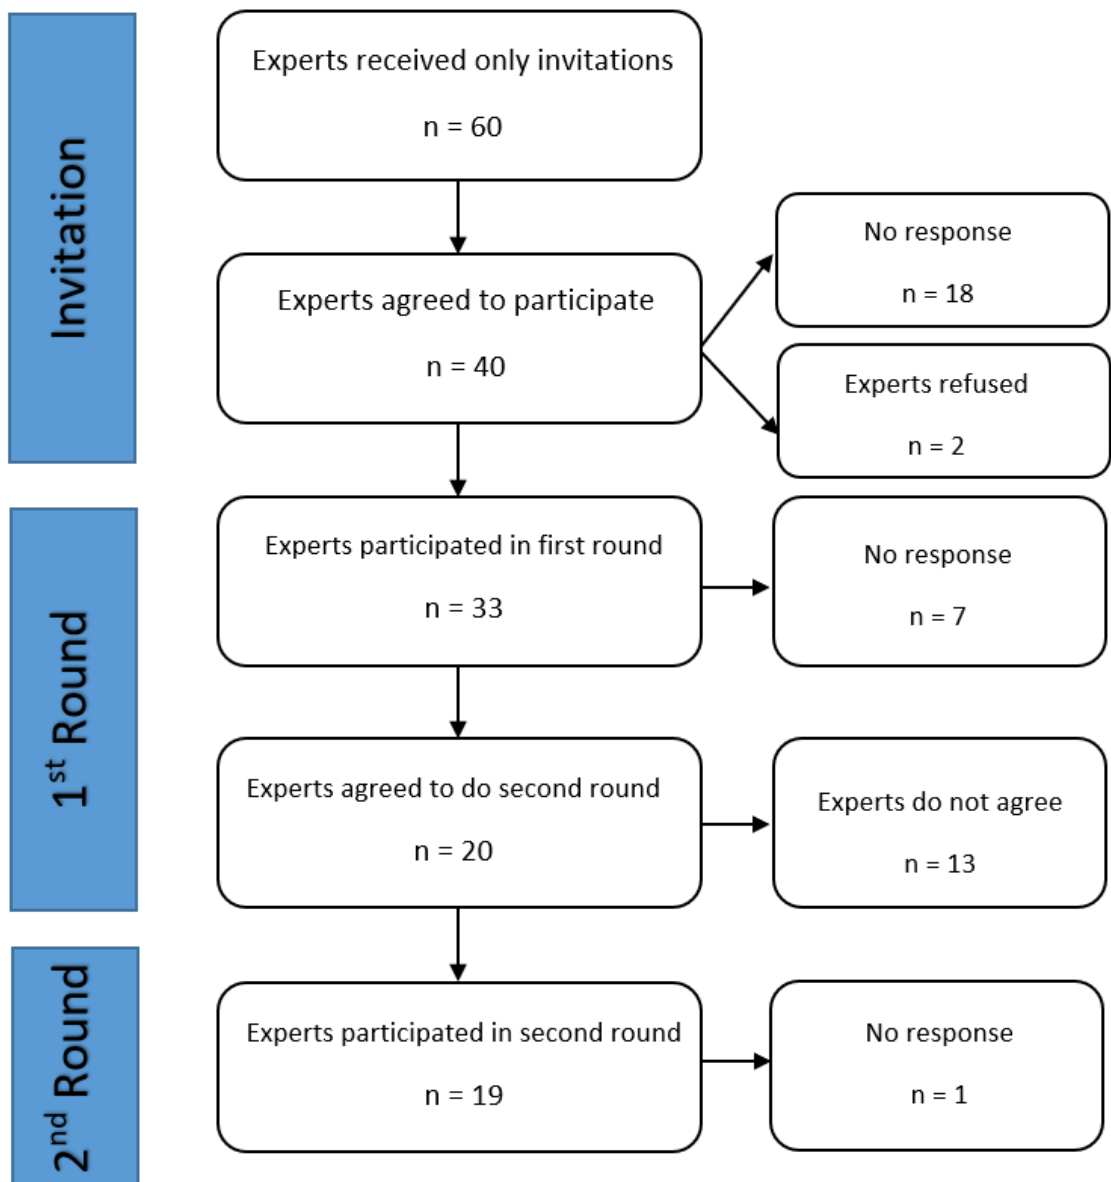 Invitation
Experts received only invitations
n = 60
Experts agreed to participate
n = 40
No response
n = 18
Experts refused
n = 2
1st Round
Experts participated in first round
n = 33
No response
n = 7
Experts agreed to do second round
n = 20
Experts do not agree
n = 13
2nd Round
Experts participated in second round
n = 19
No response
n = 1